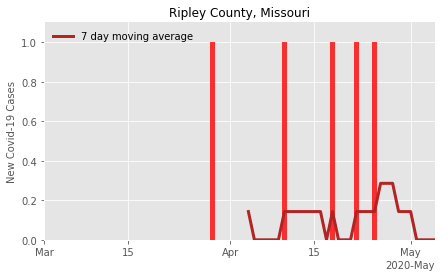 Ripley County, Missouri
7 day moving average
New Covid-19 Cases
1.0
0.8
0.6
0.4
0.2
0.0
Mar 15 Apr 15 May
2020-May